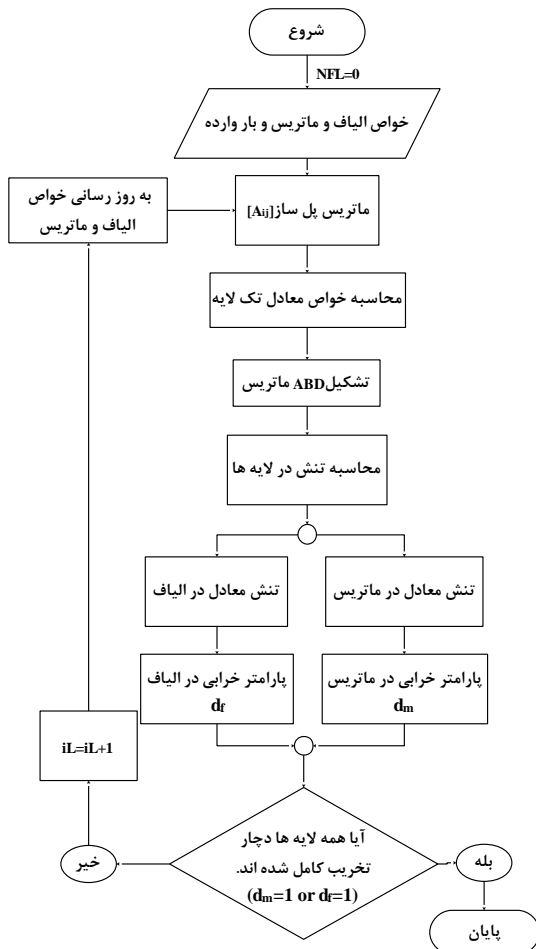 شروع
NFL=0
خواص الیاف و ماتریس و بار وارده
به روز رسانی خواص
الیاف و ماتریس
ماتریس پل ساز[Aij]
محاسبه خواص معادل تک لایه
تشکیلABD ماتریس
محاسبه تنش در لایه ها
تنش معادل در الیاف
تنش معادل در ماتریس
پارامتر خرابی در الیاف
df
پارامتر خرابی در ماتریس
dm
iL=iL+1
آیا همه لایه ها دچار
تخریب کامل شده اند.
(dm=1 or df=1)
خیر
بله
پایان